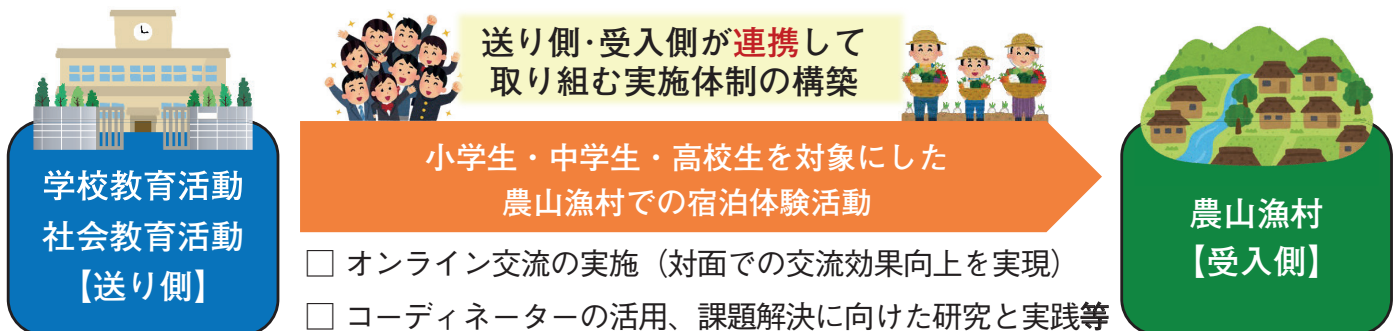 送り側・受入側が連携して
取り組む実施体制の構築
学校教育活動
社会教育活動
【送り側】
小学生・中学生・高校生を対象にした
農山漁村での宿泊体験活動
農山漁村
【受入側】
□ オンライン交流の実施（対面での交流効果向上を実現）
□ コーディネーターの活用、課題解決に向けた研究と実践等